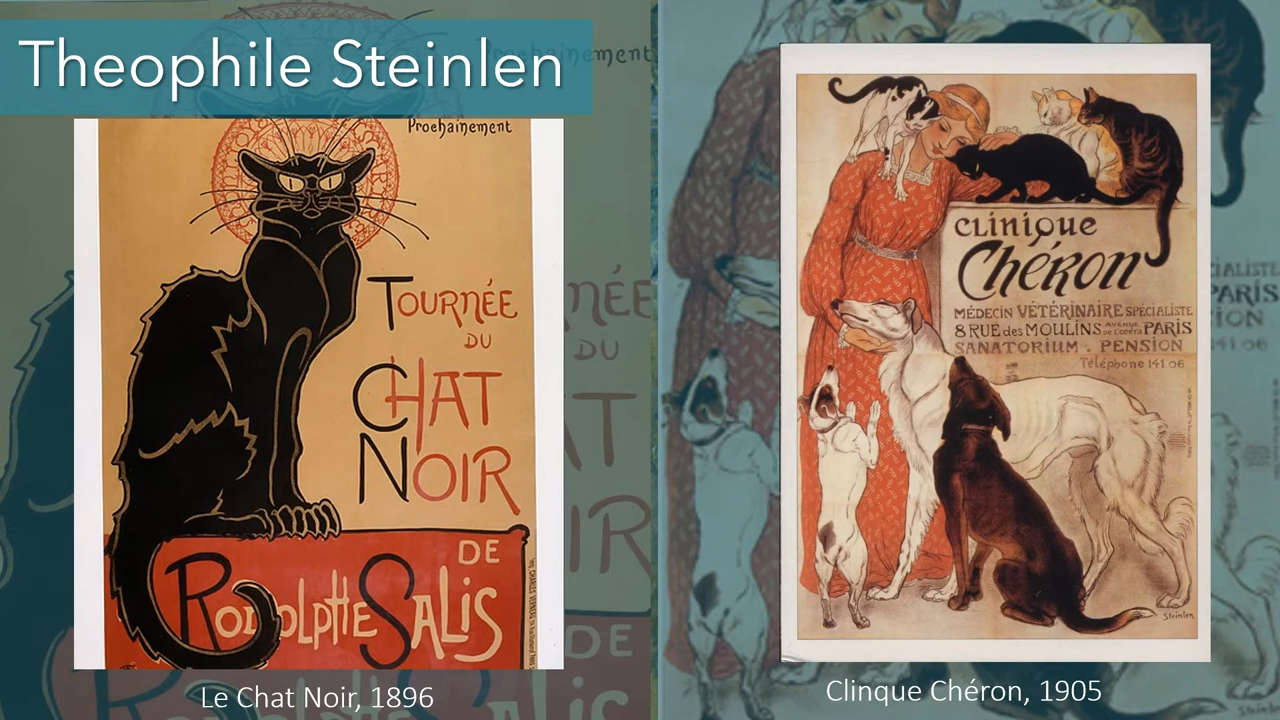 Theophile Steinlen
Prochainement
TOURNÉE
DU
CHAT
NOIR
DE
RODOLPHE SALIS
Le Chat Noir, 1896
CLINIQUE
Chéron
MÉDECIN VÉTÉRINAIRE SPÉCIALISTE
8 RUE des MOULINS AVENUE DE L'OPÉRA PARIS
SANATORIUM . PENSION
Téléphone 141.06
Steinlen
Clinque Chéron, 1905